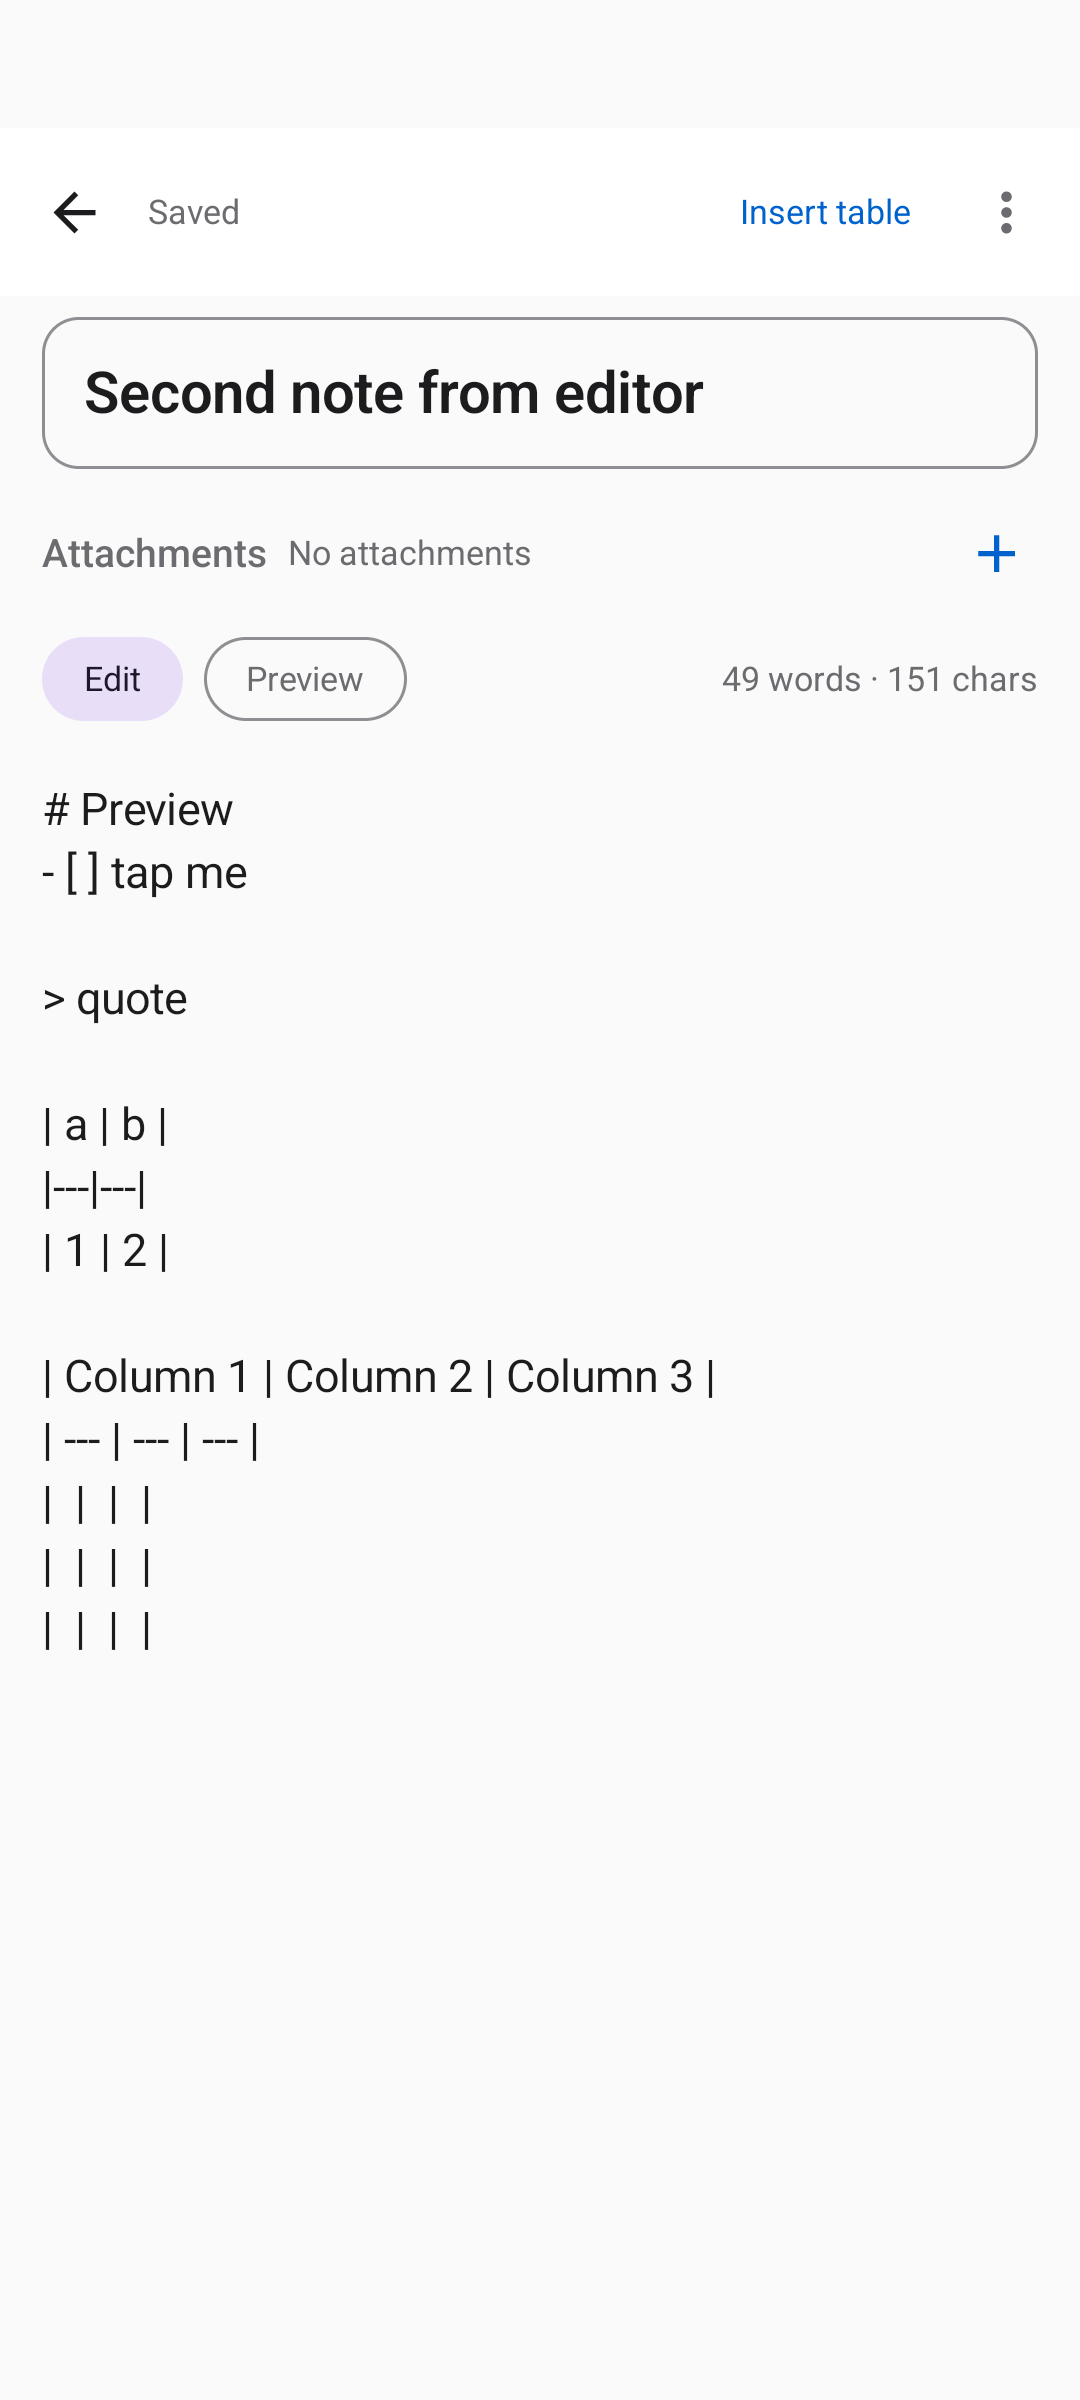 Saved
Insert table
Second note from editor
Attachments No attachments
Edit
Preview
49 words · 151 chars
# Preview
- [ ] tap me
> quote
| a | b |
|---|---|
| 1 | 2 |
| Column 1 | Column 2 | Column 3 |
| --- | --- | --- |
|  |  |  |
|  |  |  |
|  |  |  |